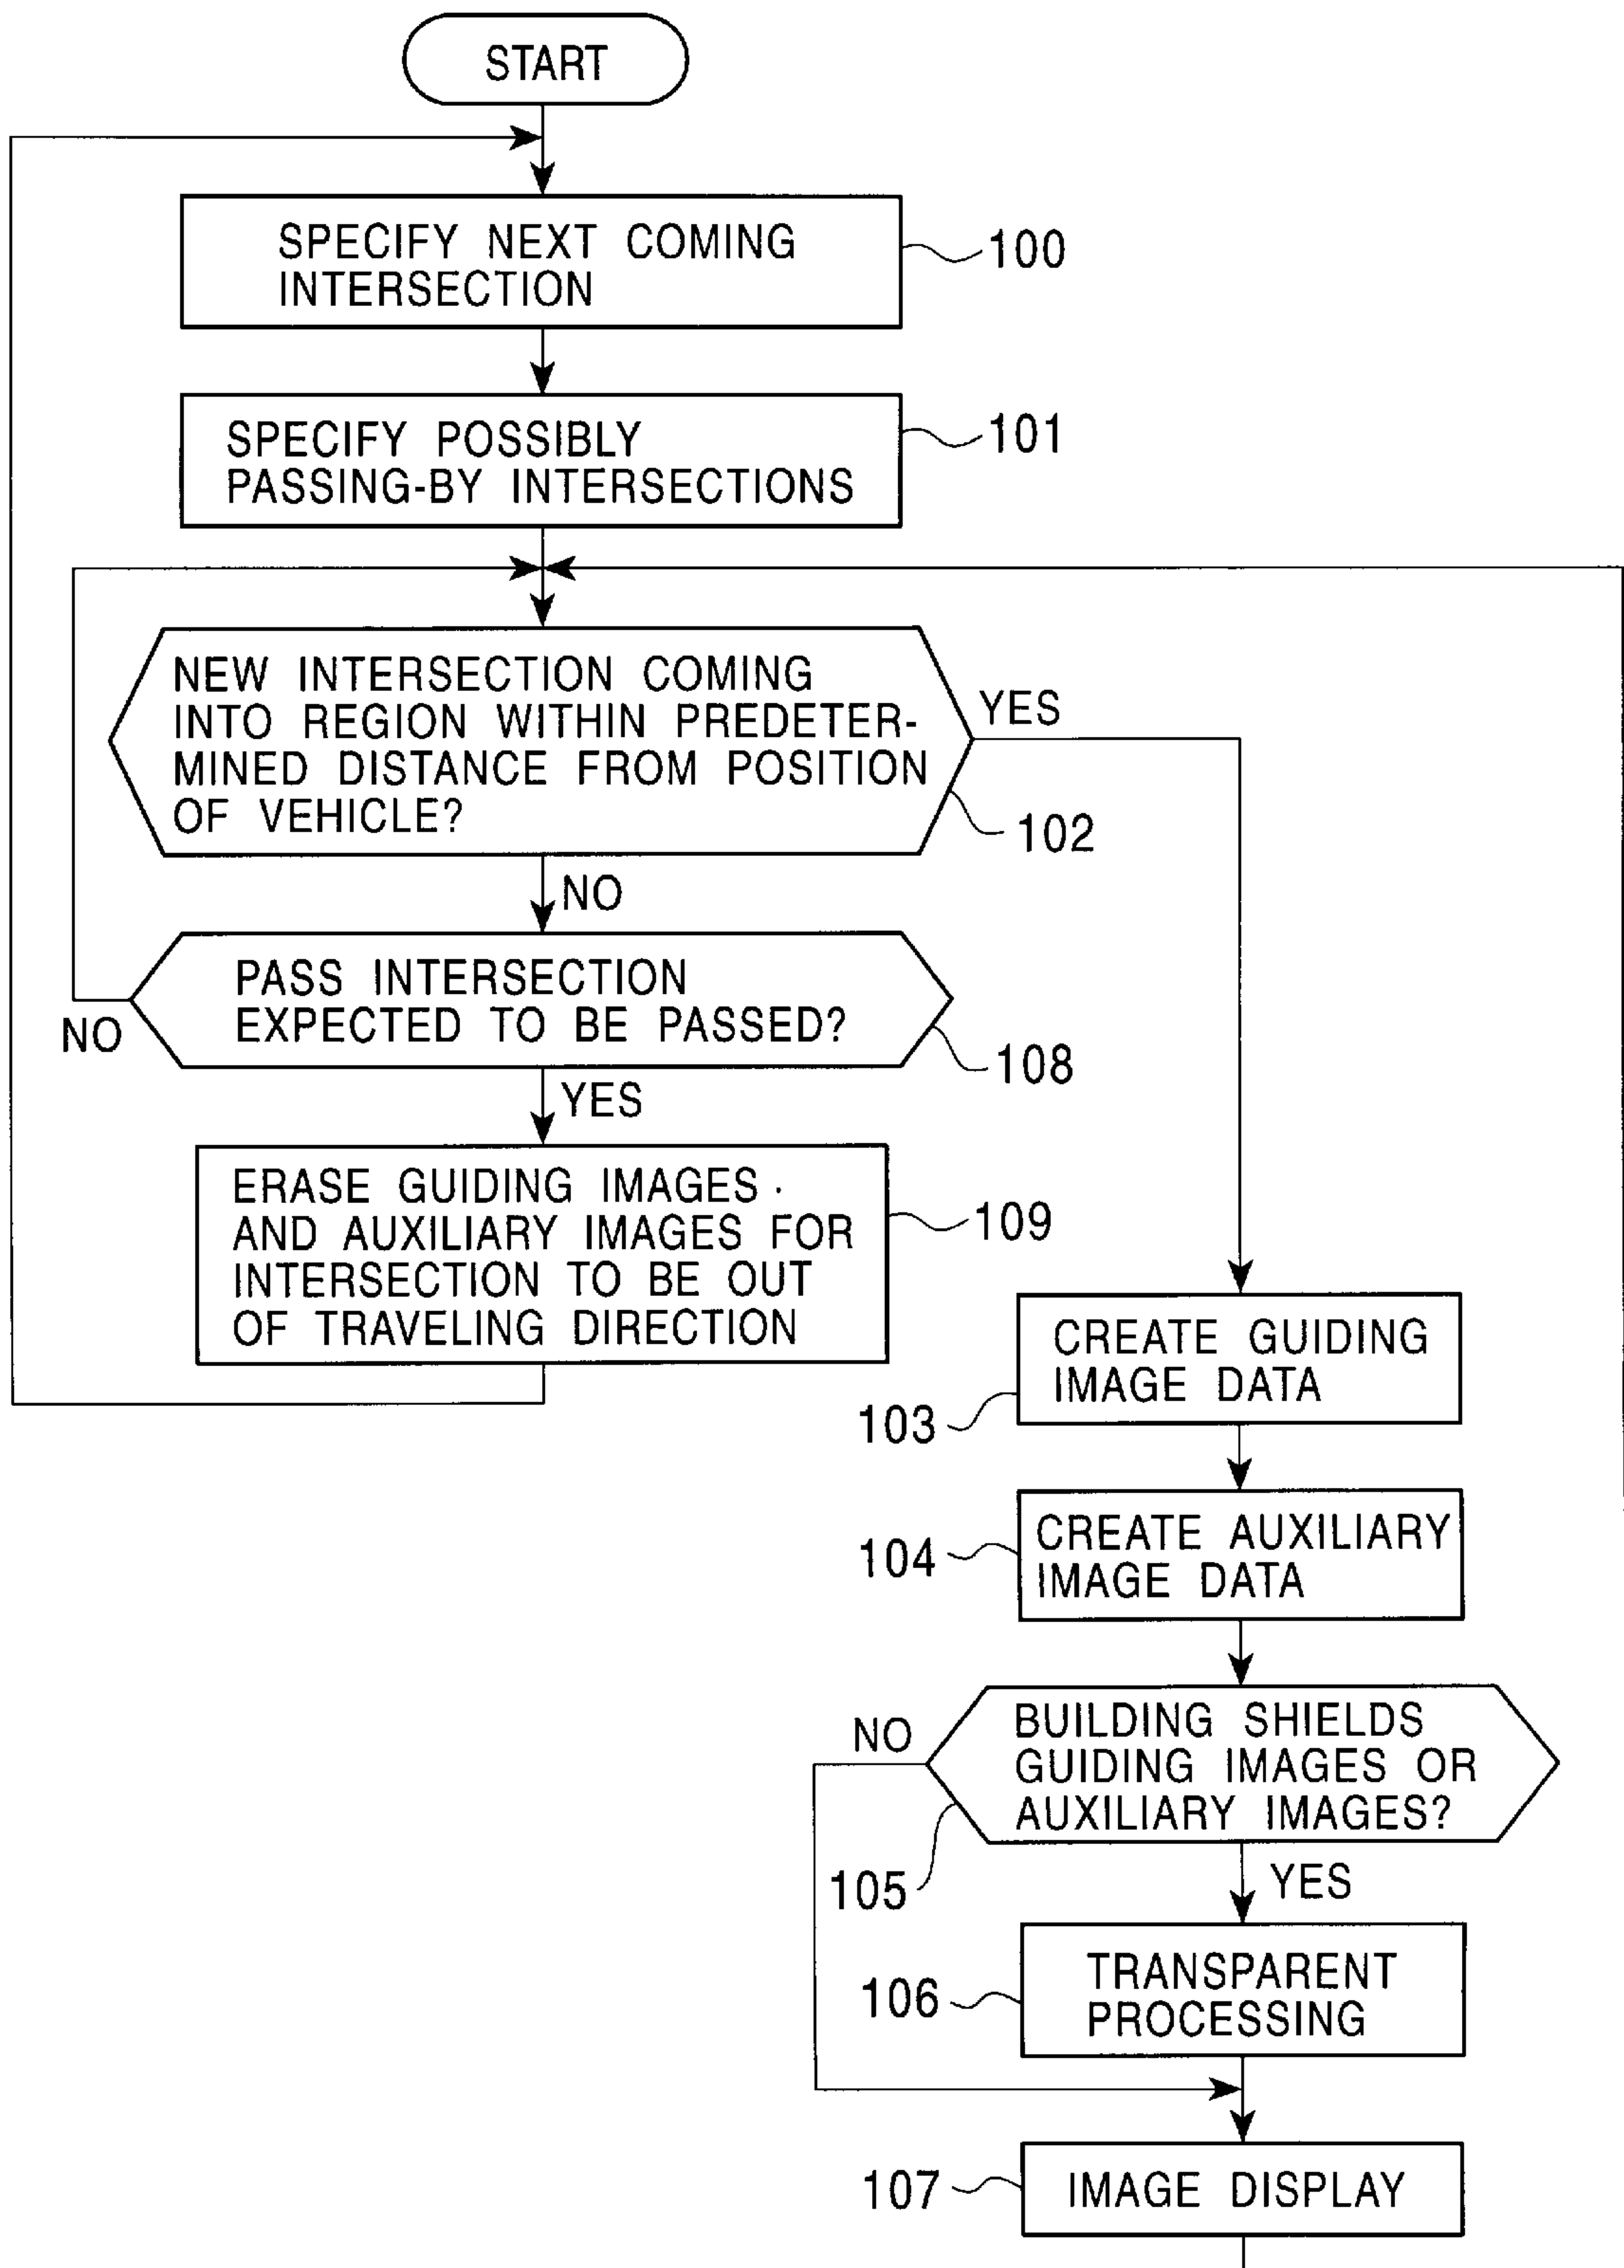 START
SPECIFY NEXT COMING
INTERSECTION
100
SPECIFY POSSIBLY
PASSING-BY INTERSECTIONS
101
NEW INTERSECTION COMING
INTO REGION WITHIN PREDETER-
MINED DISTANCE FROM POSITION
OF VEHICLE?
YES
102
NO
PASS INTERSECTION
EXPECTED TO BE PASSED?
NO
108
YES
ERASE GUIDING IMAGES
AND AUXILIARY IMAGES FOR
INTERSECTION TO BE OUT
OF TRAVELING DIRECTION
109
CREATE GUIDING
IMAGE DATA
103
CREATE AUXILIARY
IMAGE DATA
104
BUILDING SHIELDS
GUIDING IMAGES OR
AUXILIARY IMAGES?
NO
105
YES
TRANSPARENT
PROCESSING
106
IMAGE DISPLAY
107